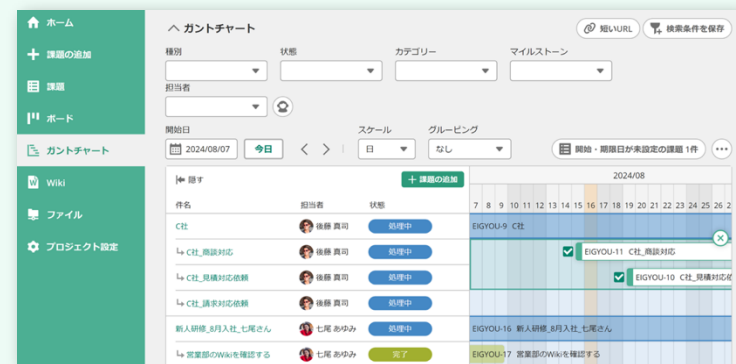 ホーム
課題の追加
課題
ボード
ガントチャート
Wiki
ファイル
プロジェクト設定
ガントチャート
短いURL
検索条件を保存
種別
状態
カテゴリー
マイルストーン
担当者
開始日
スケール
グルーピング
2024/08/07
今日
日
なし
開始・期限日が未設定の課題 1件
隠す
課題の追加
2024/08
件名
担当者
状態
7 8 9 10 11 12 13 14 15 16 17 18 19 20 21 22 23 24 25 26 2
C社
後藤 真司
処理中
EIGYOU-9 C社
C社_商談対応
後藤 真司
処理中
EIGYOU-11 C社_商談対応
C社_見積対応依頼
後藤 真司
処理中
EIGYOU-10 C社_見積対応依
C社_請求対応依頼
後藤 真司
処理中
新人研修_8月入社_七尾さん
七尾 あゆみ
処理中
EIGYOU-16 新人研修_8月入社_七尾さん
営業部のWikiを確認する
七尾 あゆみ
完了
EIGYOU-17 営業部のWikiを確認する